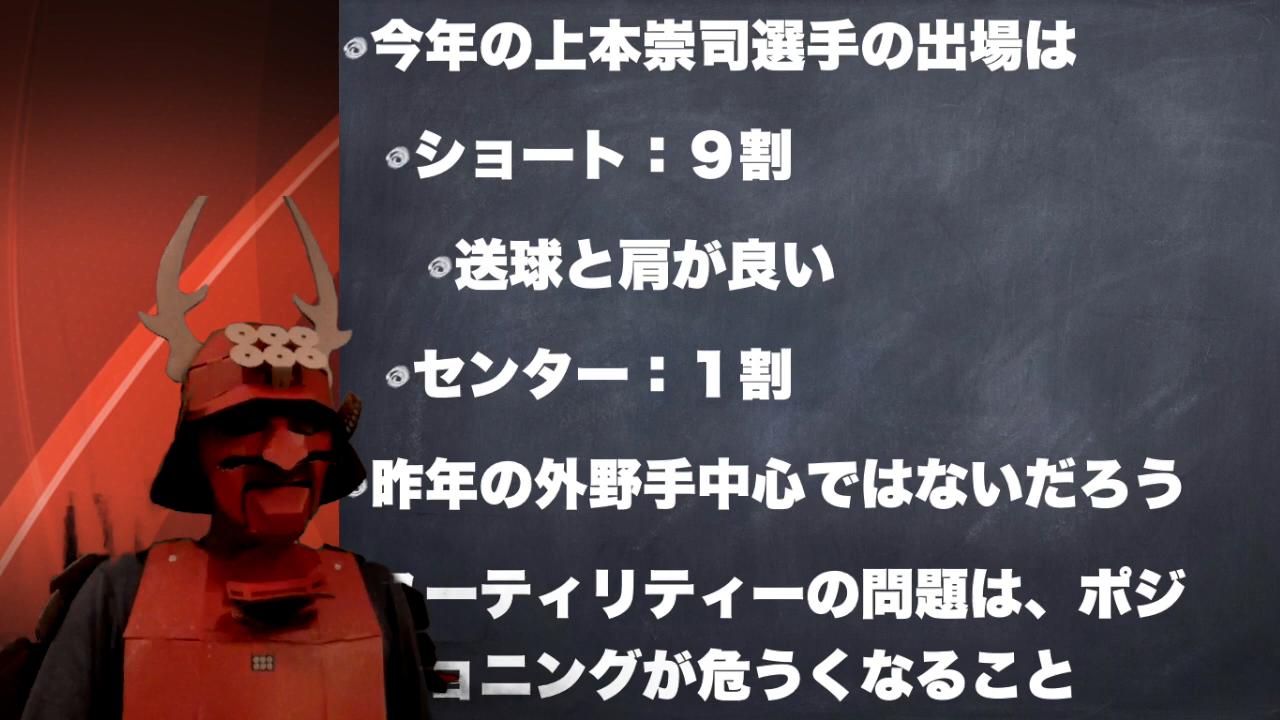 今年の上本崇司選手の出場は
ショート：９割
送球と肩が良い
センター：１割
昨年の外野手中心ではないだろう
ーティリティーの問題は、ポジ
ョニングが危うくなること